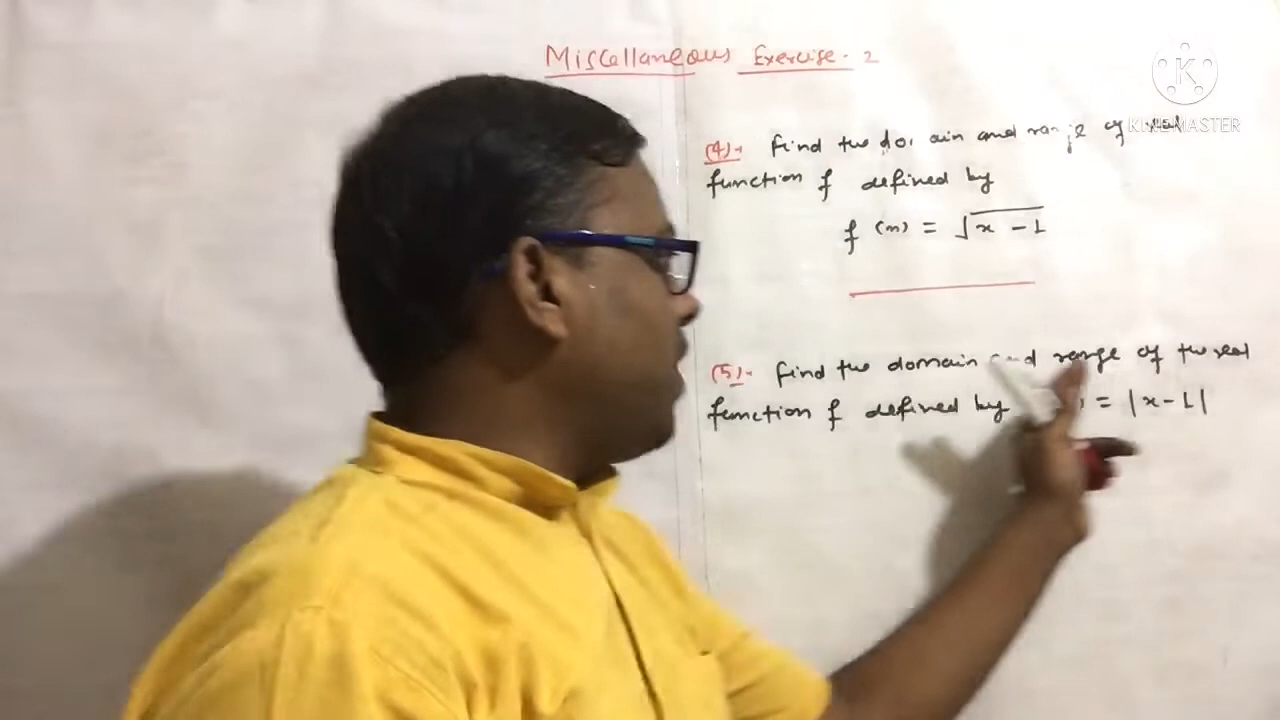 Miscellaneous Exercise - 2
KINEMASTER
(4) :- Find the domain and range of
function f defined by
f (x) = √x - 1
(5) :- Find the domain and range of the real
function f defined by = |x - 1|